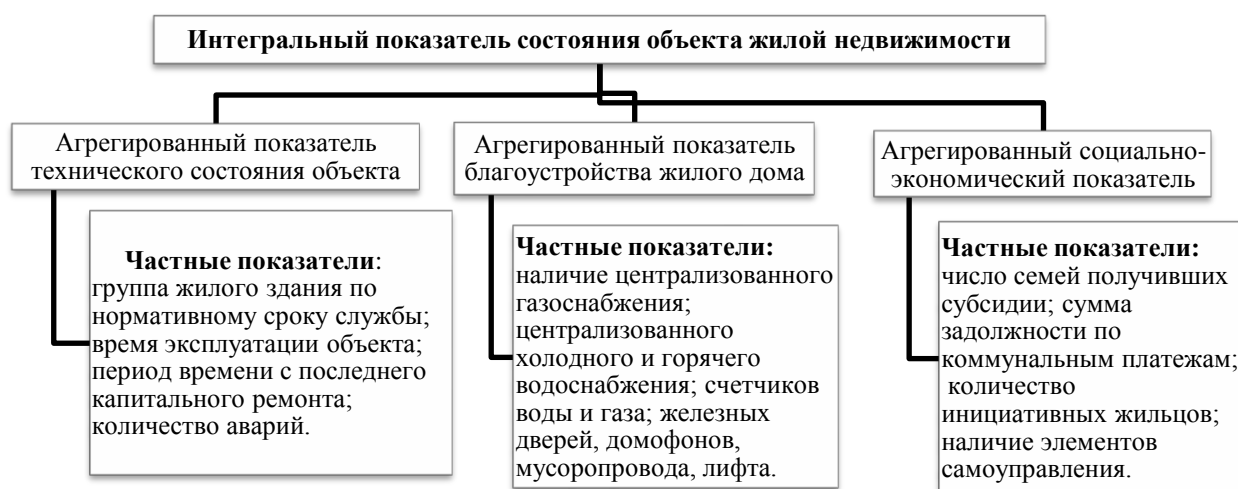 Интегральный показатель состояния объекта жилой недвижимости
Агрегированный показатель
технического состояния объекта
Частные показатели:
группа жилого здания по
нормативному сроку службы;
время эксплуатации объекта;
период времени с последнего
капитального ремонта;
количество аварий.
Агрегированный показатель
благоустройства жилого дома
Частные показатели:
наличие централизованного
газоснабжения;
централизованного
холодного и горячего
водоснабжения; счетчиков
воды и газа; железных
дверей, домофонов,
мусоропровода, лифта.
Агрегированный социально-
экономический показатель
Частные показатели:
число семей получивших
субсидии; сумма
задолжности по
коммунальным платежам;
количество
инициативных жильцов;
наличие элементов
самоуправления.